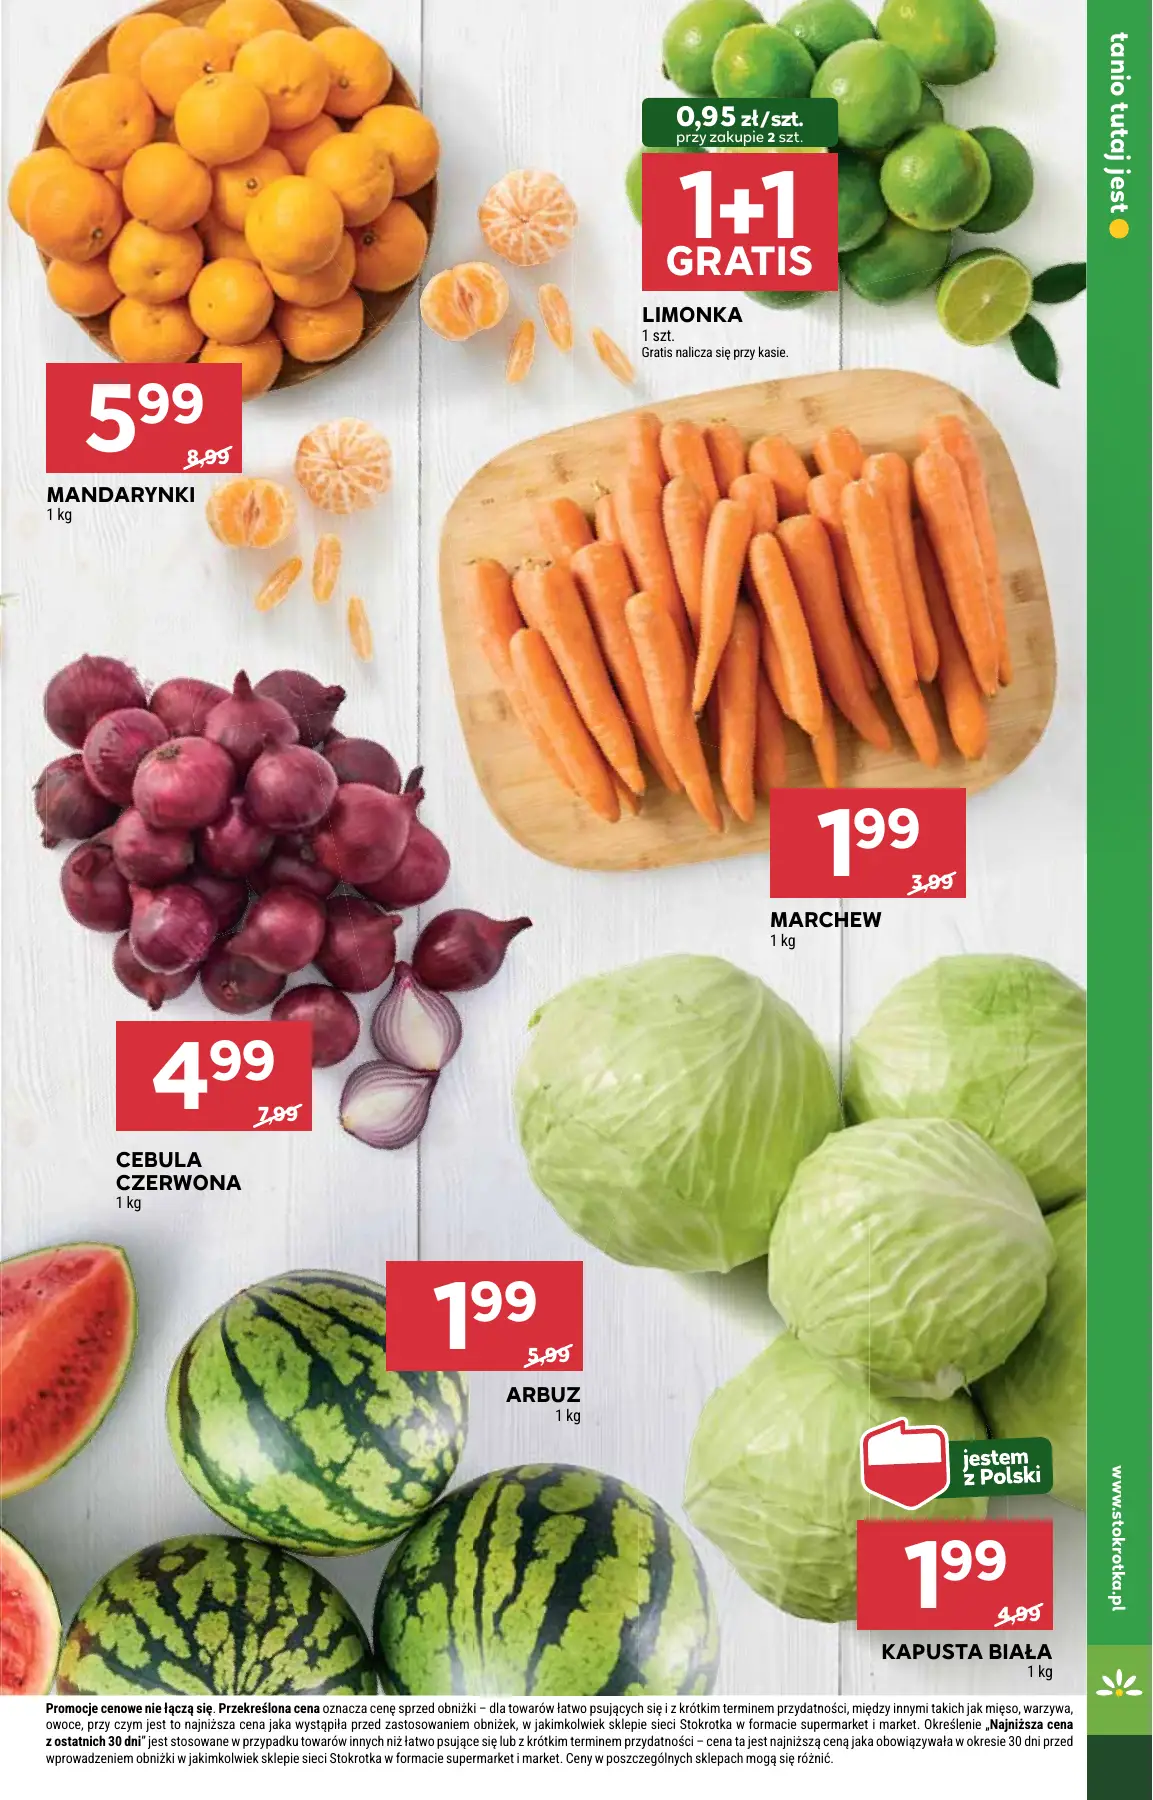 tanio tutaj jest
0,95 zł/szt.
przy zakupie 2 szt.
1+1
GRATIS
LIMONKA
1 szt.
Gratis nalicza się przy kasie.
5 99
8,99
MANDARYNKI
1 kg
1 99
3,99
MARCHEW
1 kg
4 99
7,99
CEBULA
CZERWONA
1 kg
1 99
5,99
ARBUZ
1 kg
jestem
z Polski
1 99
4,99
KAPUSTA BIAŁA
1 kg
www.stokrotka.pl
Promocje cenowe nie łączą się. Przekreślona cena oznacza cenę sprzed obniżki – dla towarów łatwo psujących się i z krótkim terminem przydatności, między innymi takich jak mięso, warzywa,
owoce, przy czym jest to najniższa cena jaka wystąpiła przed zastosowaniem obniżek, w jakimkolwiek sklepie sieci Stokrotka w formacie supermarket i market. Określenie „Najniższa cena
z ostatnich 30 dni” jest stosowane w przypadku towarów innych niż łatwo psujące się lub z krótkim terminem przydatności – cena ta jest najniższą ceną jaka obowiązywała w okresie 30 dni przed
wprowadzeniem obniżki w jakimkolwiek sklepie sieci Stokrotka w formacie supermarket i market. Ceny w poszczególnych sklepach mogą się różnić.